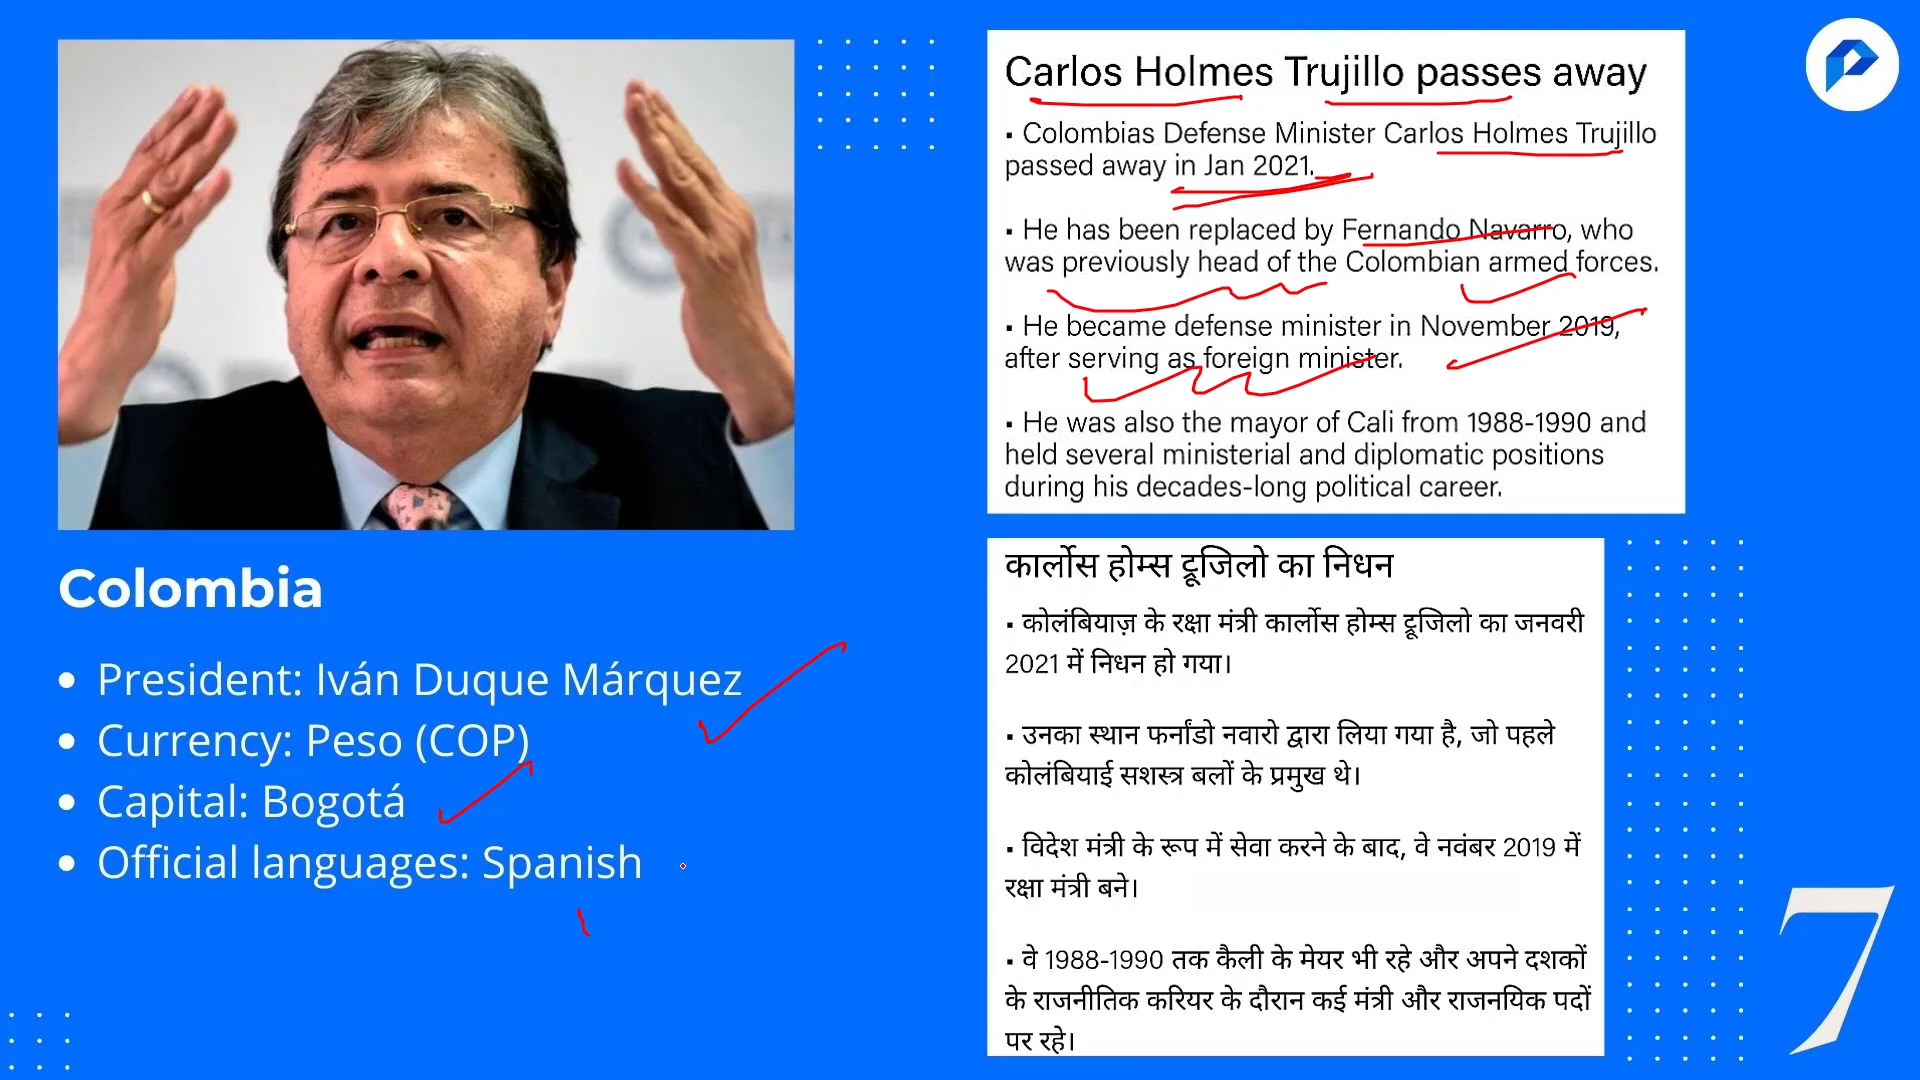 Carlos Holmes Trujillo passes away
▪ Colombias Defense Minister Carlos Holmes Trujillo
passed away in Jan 2021.
▪ He has been replaced by Fernando Navarro, who
was previously head of the Colombian armed forces.
▪ He became defense minister in November 2019,
after serving as foreign minister.
▪ He was also the mayor of Cali from 1988-1990 and
held several ministerial and diplomatic positions
during his decades-long political career.
Colombia
• President: Iván Duque Márquez
• Currency: Peso (COP)
• Capital: Bogotá
• Official languages: Spanish
कार्लोस होम्स ट्रूजिलो का निधन
▪ कोलंबियाज़ के रक्षा मंत्री कार्लोस होम्स ट्रूजिलो का जनवरी
2021 में निधन हो गया।
▪ उनका स्थान फर्नांडो नवारो द्वारा लिया गया है, जो पहले
कोलंबियाई सशस्त्र बलों के प्रमुख थे।
▪ विदेश मंत्री के रूप में सेवा करने के बाद, वे नवंबर 2019 में
रक्षा मंत्री बने।
▪ वे 1988-1990 तक कैली के मेयर भी रहे और अपने दशकों
के राजनीतिक करियर के दौरान कई मंत्री और राजनयिक पदों
पर रहे।
7